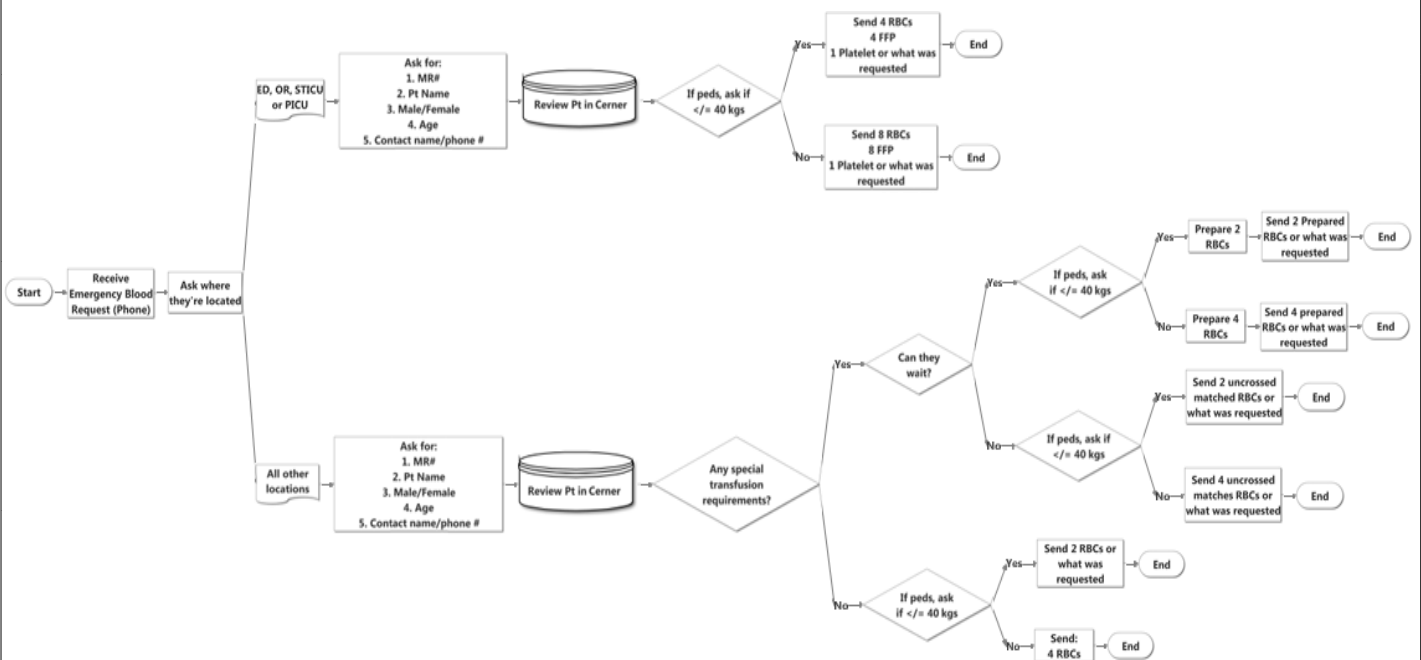 Start
Receive
Emergency Blood
Request (Phone)
Ask where
they're located
ED, OR, STICU
or PICU
Ask for:
1. MR#
2. Pt Name
3. Male/Female
4. Age
5. Contact name/phone #
Review Pt in Cerner
If peds, ask if
</= 40 kgs
Yes
Send 4 RBCs
4 FFP
1 Platelet or what was
requested
End
No
Send 8 RBCs
8 FFP
1 Platelet or what was
requested
End
All other
locations
Ask for:
1. MR#
2. Pt Name
3. Male/Female
4. Age
5. Contact name/phone #
Review Pt in Cerner
Any special
transfusion
requirements?
Yes
Can they
wait?
Yes
If peds, ask
if </= 40 kgs
Yes
Prepare 2
RBCs
Send 2 Prepared
RBCs or what was
requested
End
No
Prepare 4
RBCs
Send 4 prepared
RBCs or what was
requested
End
No
If peds, ask if
</= 40 kgs
Yes
Send 2 uncrossed
matched RBCs or
what was requested
End
No
Send 4 uncrossed
matches RBCs or
what was requested
End
No
If peds, ask
if </= 40 kgs
Yes
Send 2 RBCs or
what was
requested
End
No
Send:
4 RBCs
End